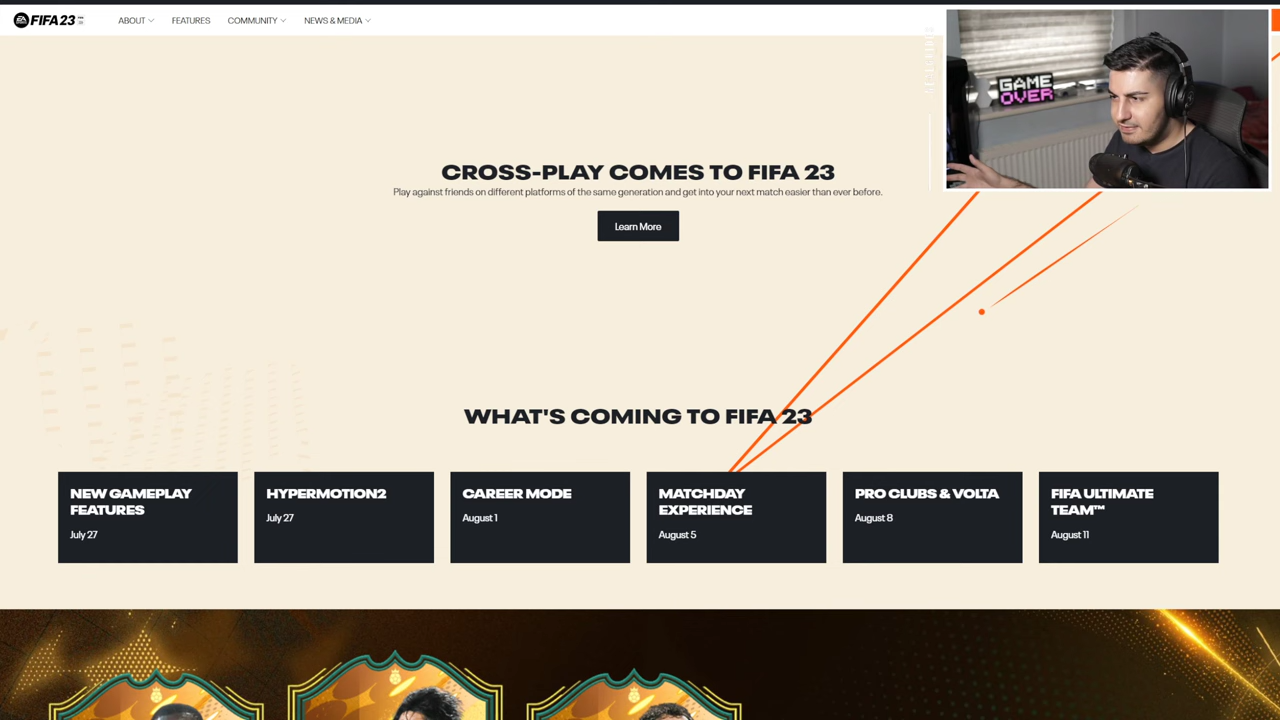 FIFA 23
ABOUT
FEATURES
COMMUNITY
NEWS & MEDIA
GAME
OVER
CROSS-PLAY COMES TO FIFA 23
Play against friends on different platforms of the same generation and get into your next match easier than ever before.
Learn More
WHAT'S COMING TO FIFA 23
NEW GAMEPLAY
FEATURES
July 27
HYPERMOTION2
July 27
CAREER MODE
August 1
MATCHDAY
EXPERIENCE
August 5
PRO CLUBS & VOLTA
August 8
FIFA ULTIMATE
TEAM™
August 11